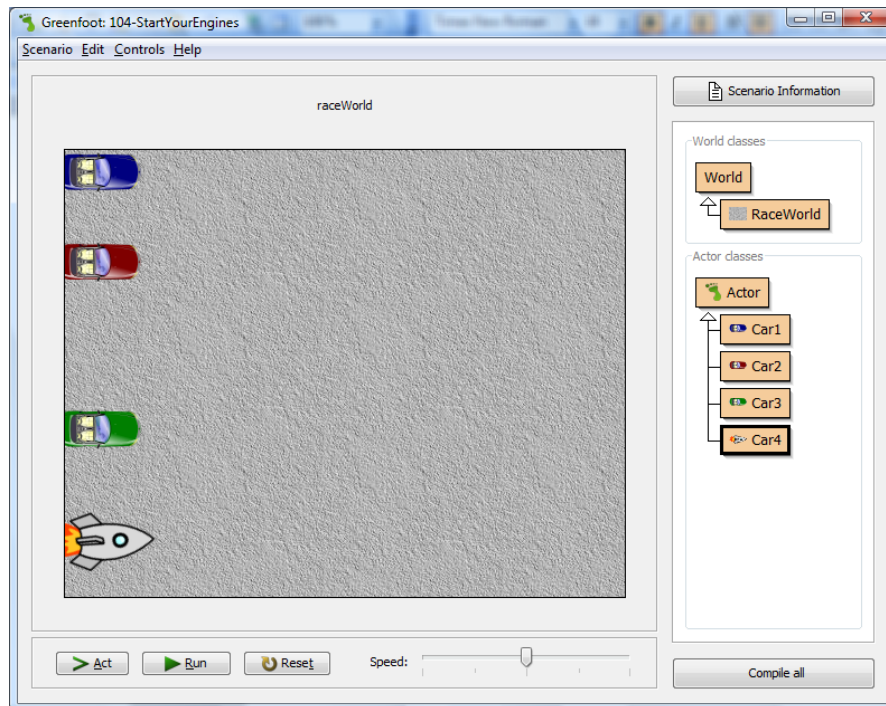 Greenfoot: 104-StartYourEngines
Scenario Edit Controls Help
raceWorld
Scenario Information
World classes
World
RaceWorld
Actor classes
Actor
Car1
Car2
Car3
Car4
Act
Run
Reset
Speed:
Compile all